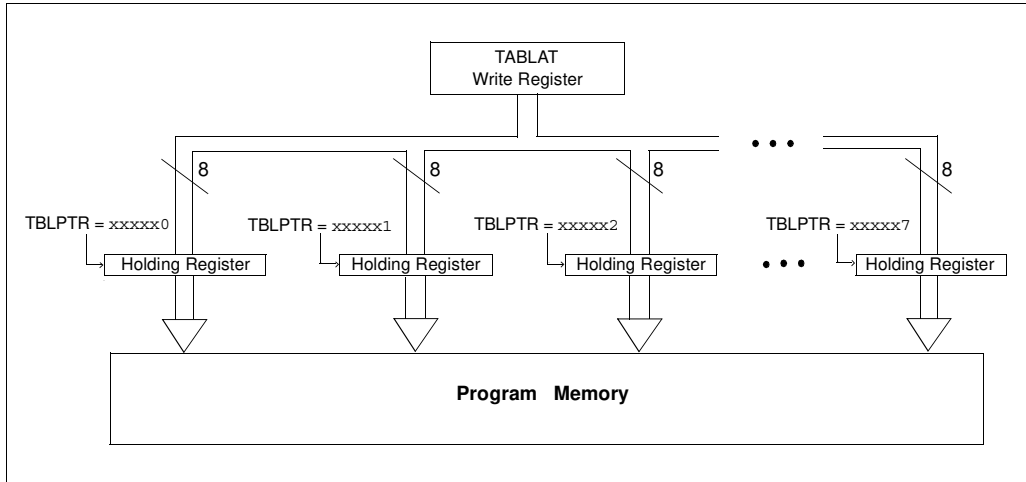 TABLAT
Write Register
8 8 8 8
TBLPTR = xxxxx0 TBLPTR = xxxxx1 TBLPTR = xxxxx2 TBLPTR = xxxxx7
Holding Register Holding Register Holding Register Holding Register
Program Memory